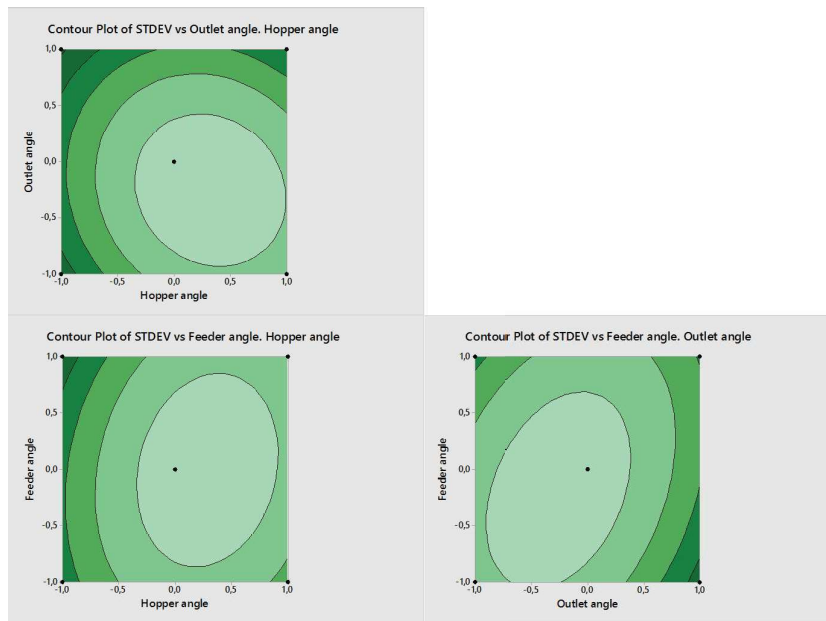 Contour Plot of STDEV vs Outlet angle. Hopper angle
1,0
0,5
0,0
-0,5
-1,0
Outlet angle
-1,0 -0,5 0,0 0,5 1,0
Hopper angle
Contour Plot of STDEV vs Feeder angle. Hopper angle
1,0
0,5
0,0
-0,5
-1,0
Feeder angle
-1,0 -0,5 0,0 0,5 1,0
Hopper angle
Contour Plot of STDEV vs Feeder angle. Outlet angle
1,0
0,5
0,0
-0,5
-1,0
Feeder angle
-1,0 -0,5 0,0 0,5 1,0
Outlet angle